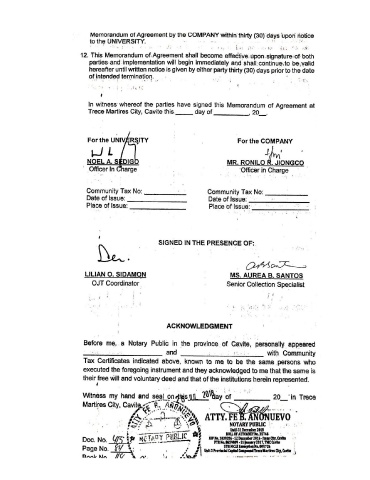 Memorandum of Agreement by the COMPANY within thirty (30) days upon notice
to the UNIVERSITY.
12. This Memorandum of Agreement shall become effective upon signature of both
parties and implementation will begin immediately and shall continue to be valid
hereafter until written notice is given by either party thirty (30) days prior to the date
of intended termination.
In witness whereof the parties have signed this Memorandum of Agreement at
Trece Martires City, Cavite this _____ day of __________, 20__.
For the UNIVERSITY For the COMPANY
NOEL A. SEDIGO MR. RONILO R. JIONGCO
Officer In Charge Officer in Charge
Community Tax No: __________ Community Tax No: __________
Date of Issue: __________ Date of Issue: __________
Place of Issue: __________ Place of Issue: __________
SIGNED IN THE PRESENCE OF:
LILIAN O. SIDAMON MS. AUREA B. SANTOS
OJT Coordinator Senior Collection Specialist
ACKNOWLEDGMENT
Before me, a Notary Public in the province of Cavite, personally appeared
____________________ and ____________________ with Community
Tax Certificates indicated above, known to me to be the same persons who
executed the foregoing instrument and they acknowledged to me that the same is
their free will and voluntary deed and that of the institutions herein represented.
Witness my hand and seal on this day of __________ 20__ in Trece
Martires City, Cavite
ATTY. FE B. AÑONUEVO
NOTARY PUBLIC
FE B. AÑONUEVO
NOTARY PUBLIC
Doc. No.
Page No.
Book No.